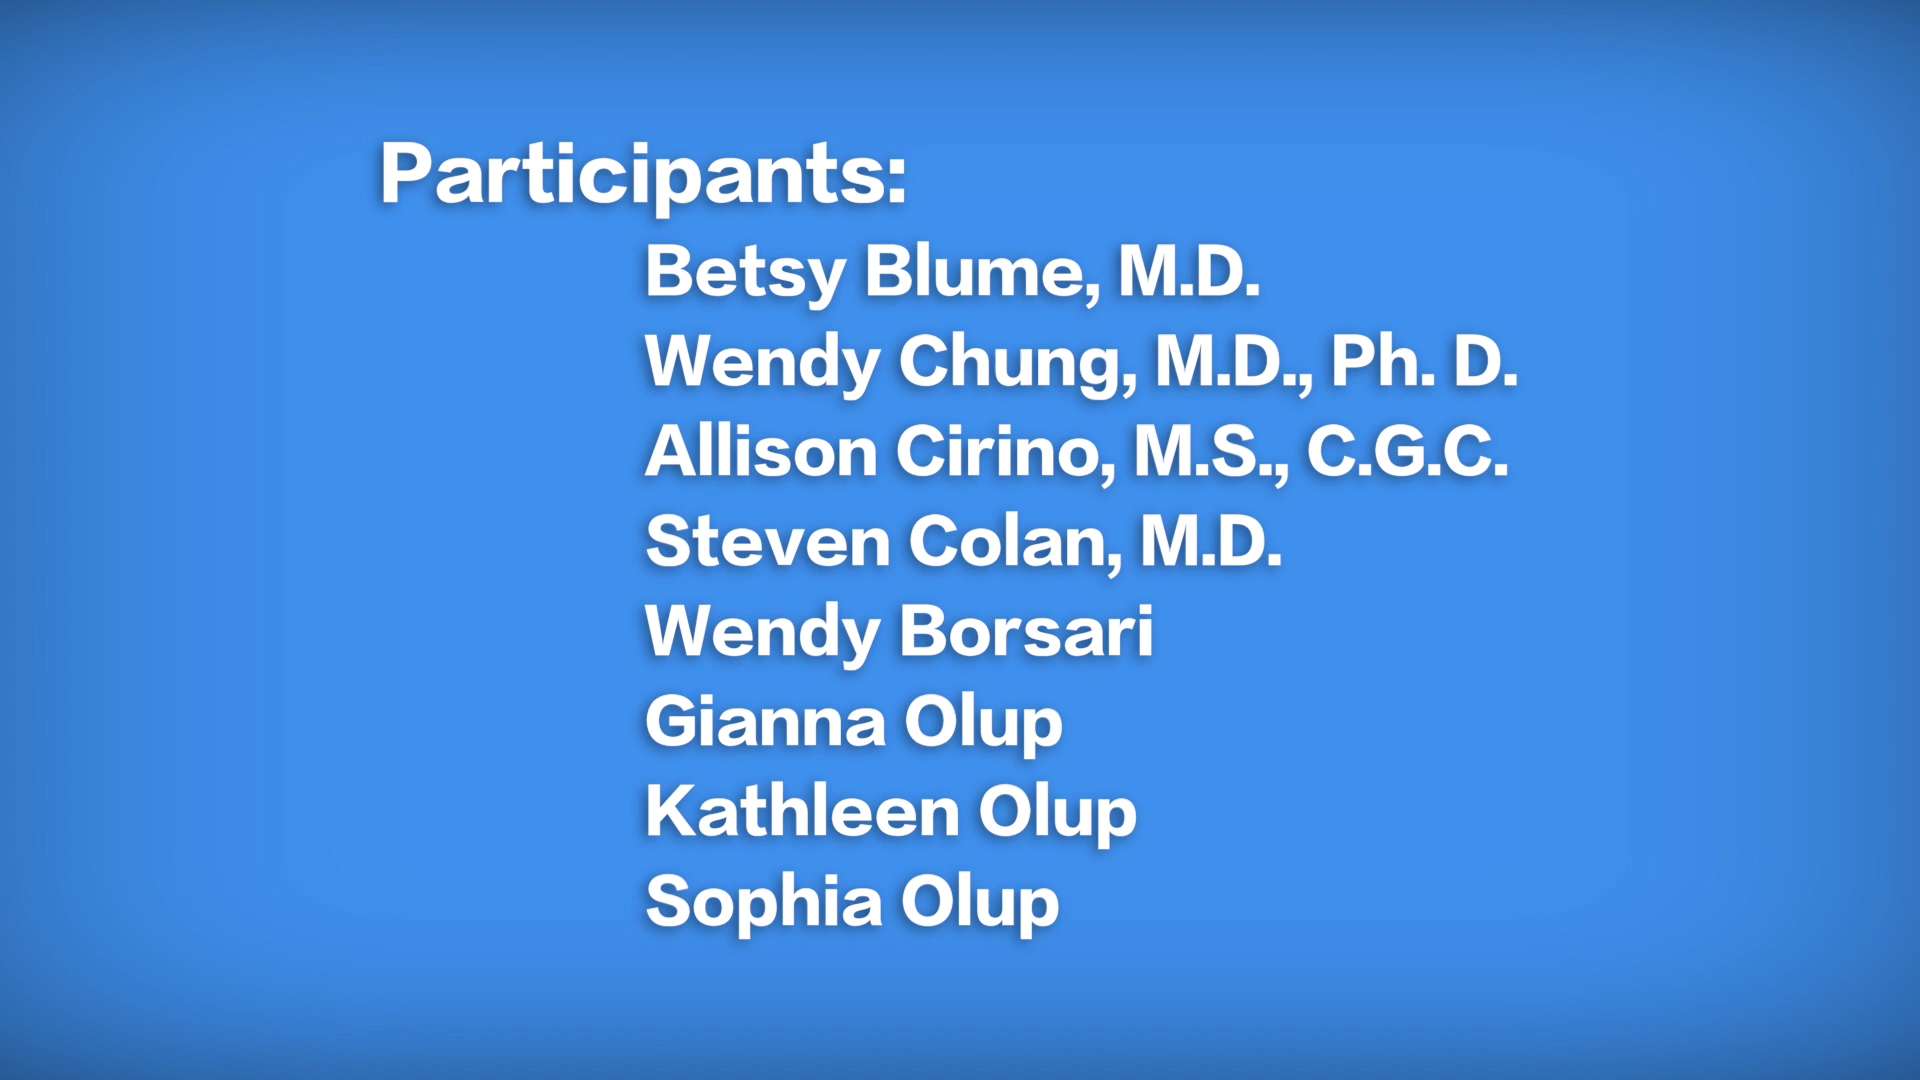 Participants:
Betsy Blume, M.D.
Wendy Chung, M.D., Ph. D.
Allison Cirino, M.S., C.G.C.
Steven Colan, M.D.
Wendy Borsari
Gianna Olup
Kathleen Olup
Sophia Olup